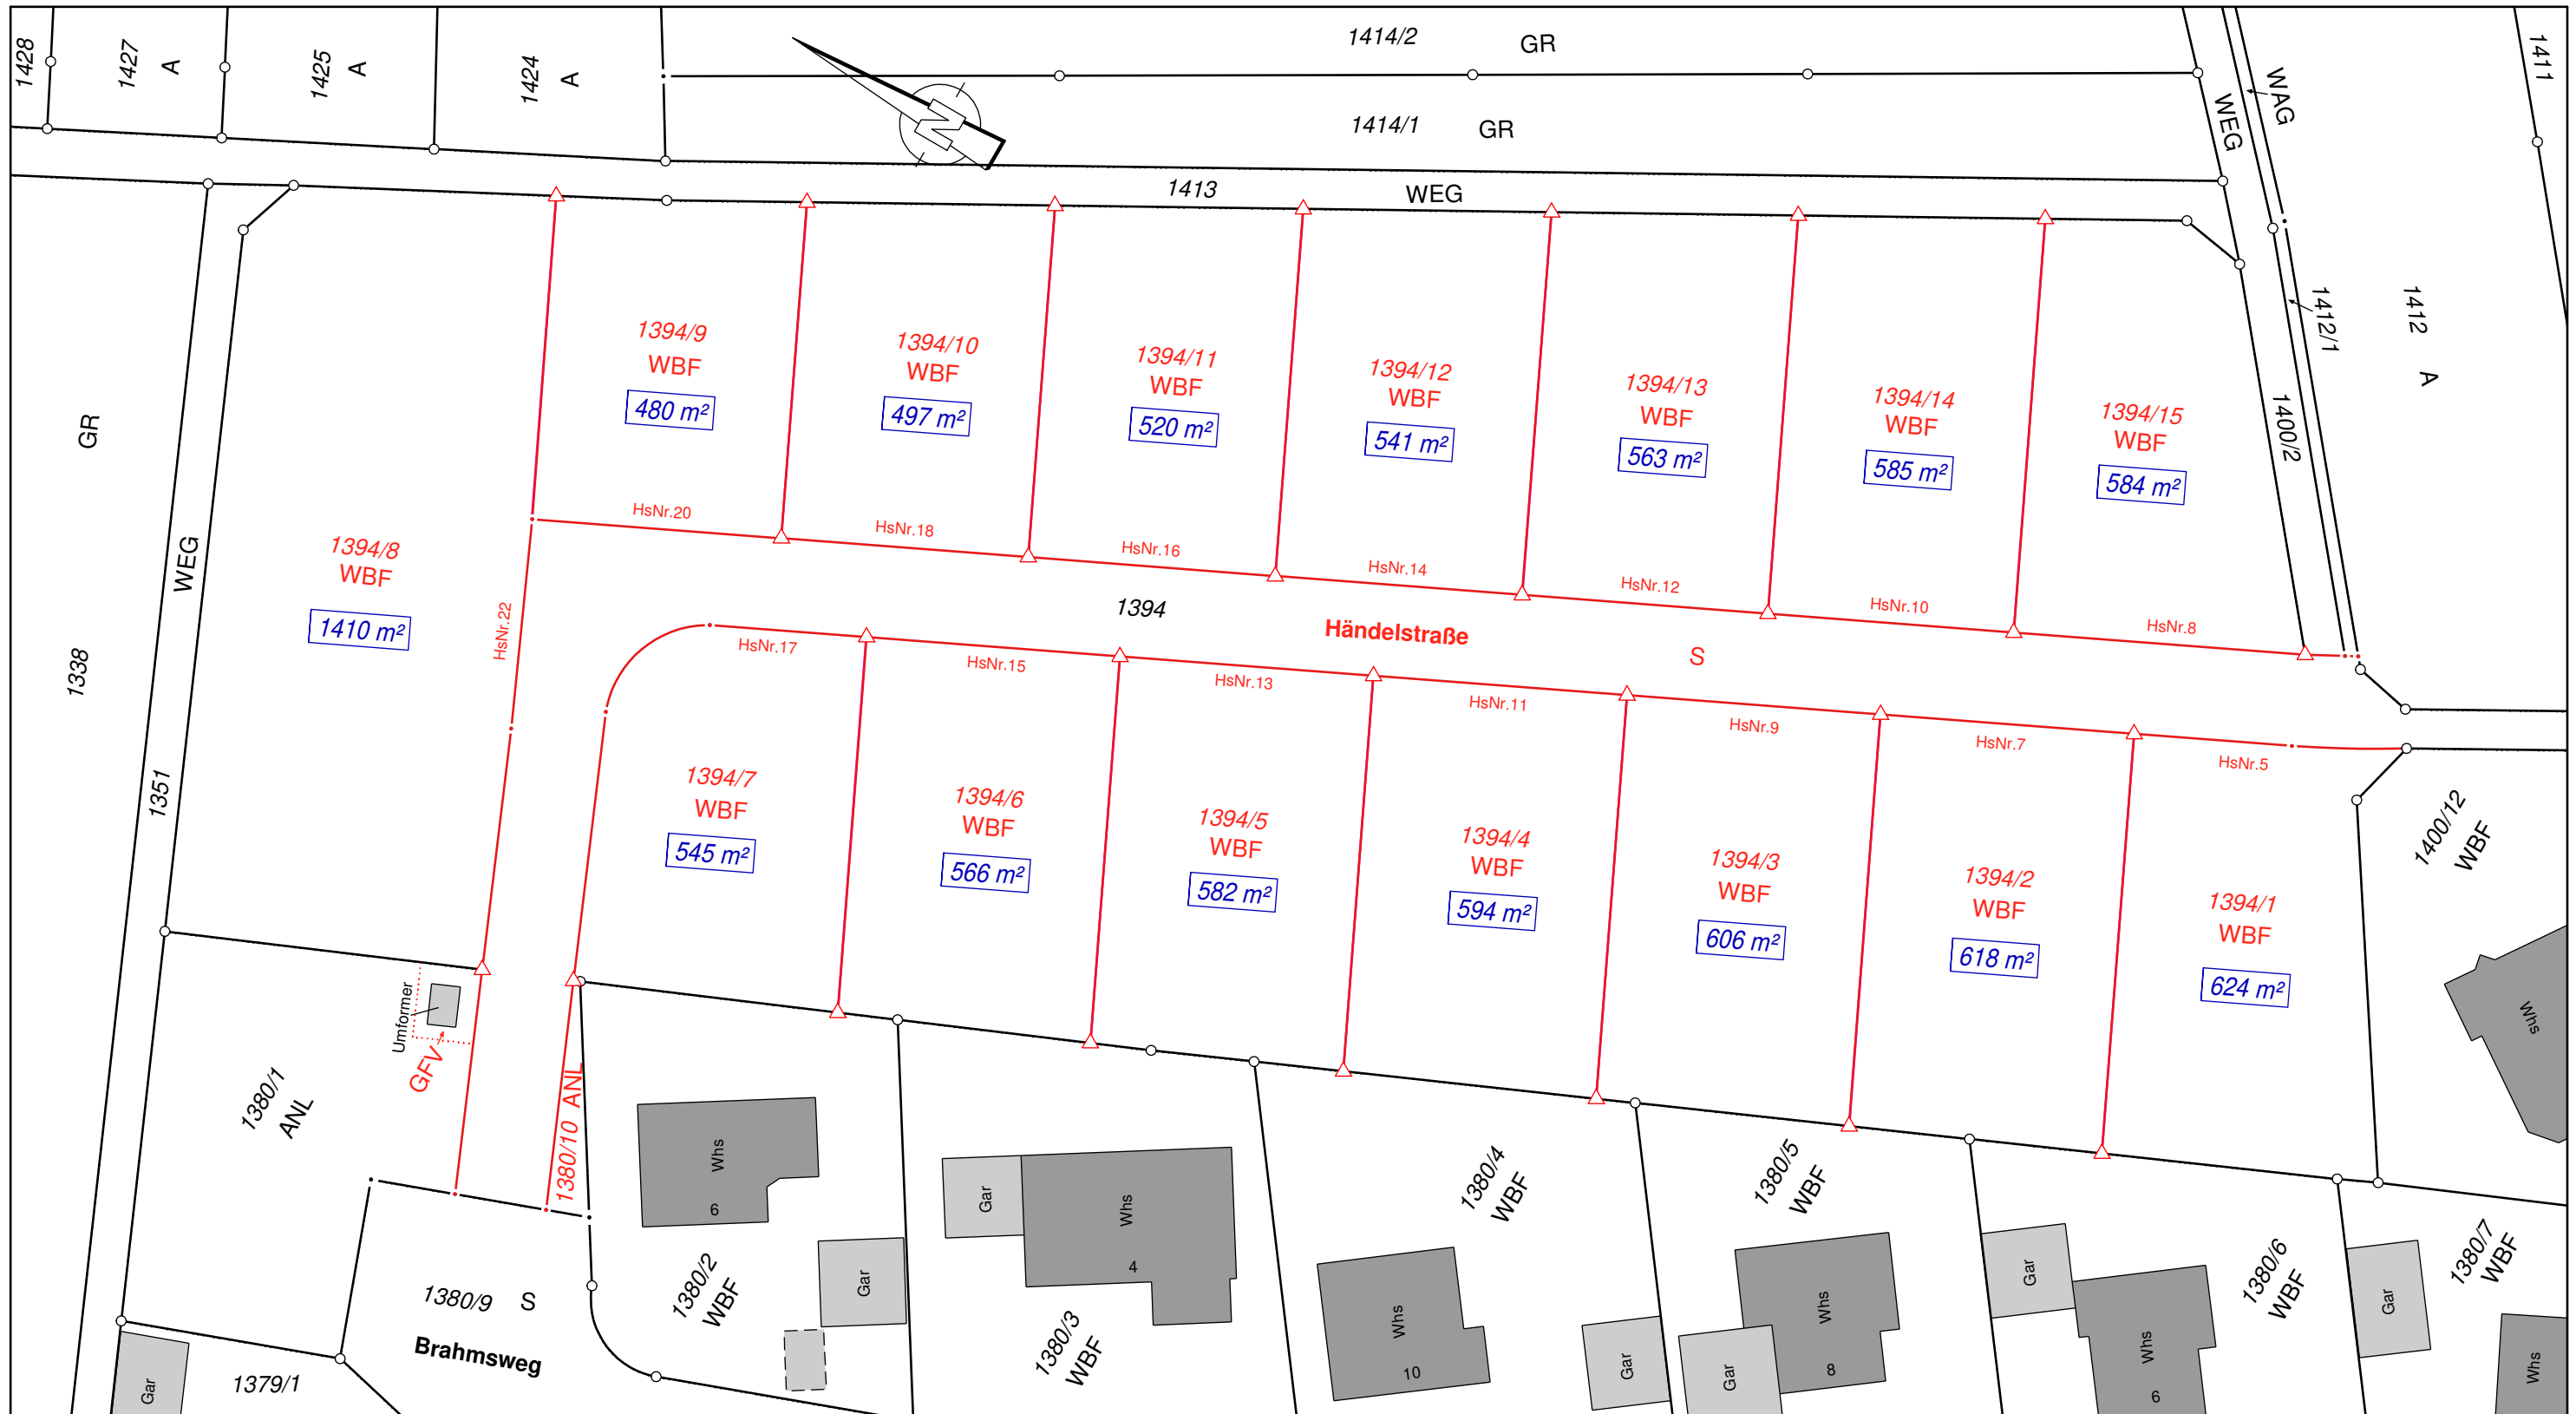 1428
1427
A
1425
A
1424
A
N
1414/2
GR
1414/1
GR
1413
WEG
WEG
WAG
1411
1412/1
1412
A
1400/2
GR
1338
WEG
1351
1394/8
WBF
1410 m²
HsNr.22
1394/9
WBF
480 m²
HsNr.20
1394/10
WBF
497 m²
HsNr.18
1394/11
WBF
520 m²
HsNr.16
1394/12
WBF
541 m²
HsNr.14
1394/13
WBF
563 m²
HsNr.12
1394/14
WBF
585 m²
HsNr.10
1394/15
WBF
584 m²
HsNr.8
1394
Händelstraße
S
HsNr.17
1394/7
WBF
545 m²
HsNr.15
1394/6
WBF
566 m²
HsNr.13
1394/5
WBF
582 m²
HsNr.11
1394/4
WBF
594 m²
HsNr.9
1394/3
WBF
606 m²
HsNr.7
1394/2
WBF
618 m²
HsNr.5
1394/1
WBF
624 m²
1400/12
WBF
Whs
Umformer
GFV
1380/1
ANL
1380/10 ANL
1380/9 S
Brahmsweg
1379/1
Gar
Whs
6
1380/2
WBF
Gar
Gar
Whs
4
1380/3
WBF
1380/4
WBF
Whs
10
Gar
1380/5
WBF
Whs
8
Gar
Gar
Whs
6
1380/6
WBF
Gar
1380/7
WBF
Whs